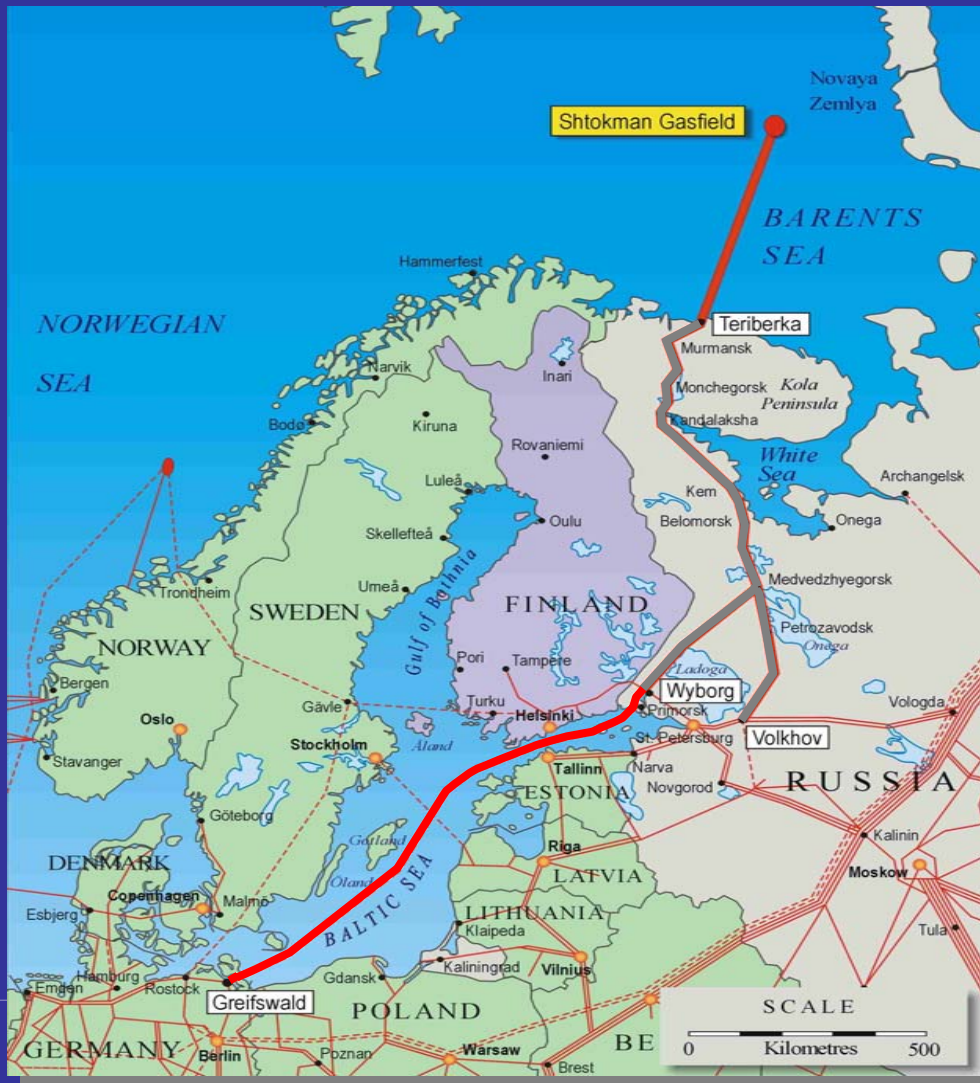 Novaya
Zemlya
Shtokman Gasfield
BARENTS
SEA
Hammerfest
NORWEGIAN
SEA
Teriberka
Murmansk
Narvik
Inari
Monchegorsk
Kola
Peninsula
Kandalaksha
Bodø
Kiruna
Rovaniemi
White
Sea
Archangelsk
Luleå
Kem
Belomorsk
Onega
Oulu
Skellefteå
Gulf of Bathnia
Medvedzhyegorsk
Trondheim
Umeå
SWEDEN
FINLAND
Petrozavodsk
Onega
NORWAY
Pori
Tampere
Ladoga
Bergen
Wyborg
Gävle
Turku
Helsinki
Primorsk
Vologda
Oslo
Åland
St. Petersburg
Volkhov
Stockholm
Stavanger
Tallinn
Narva
Novgorod
RUSSIA
ESTONIA
Göteborg
Gotland
Riga
Kalinin
DENMARK
LATVIA
Moskow
Öland
BALTIC SEA
Copenhagen
Malmö
Esbjerg
LITHUANIA
Klaipeda
Tula
Kaliningrad
Vilnius
Hamburg
Rostock
Gdansk
Emden
Greifswald
POLAND
SCALE
0
Kilometres
500
BE
GERMANY
Berlin
Poznan
Warsaw
Brest